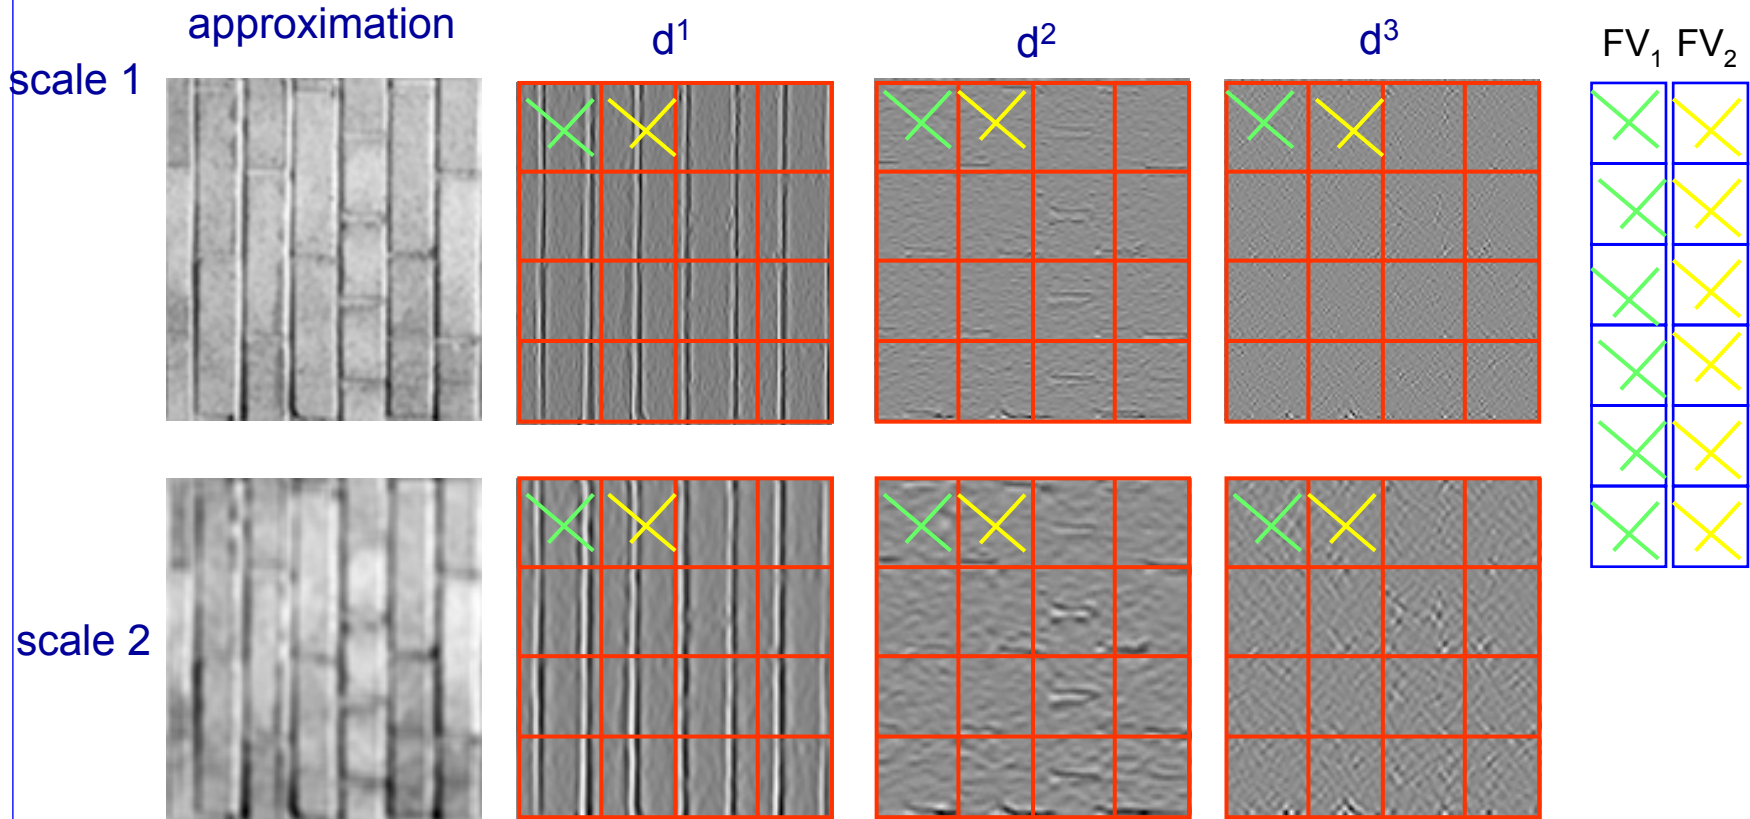 approximation d¹ d² d³ FV₁ FV₂
scale 1
scale 2